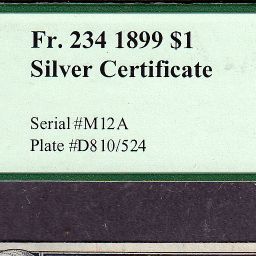 Fr. 234 1899 $1
Silver Certificate
Serial #M12A
Plate #D810/524